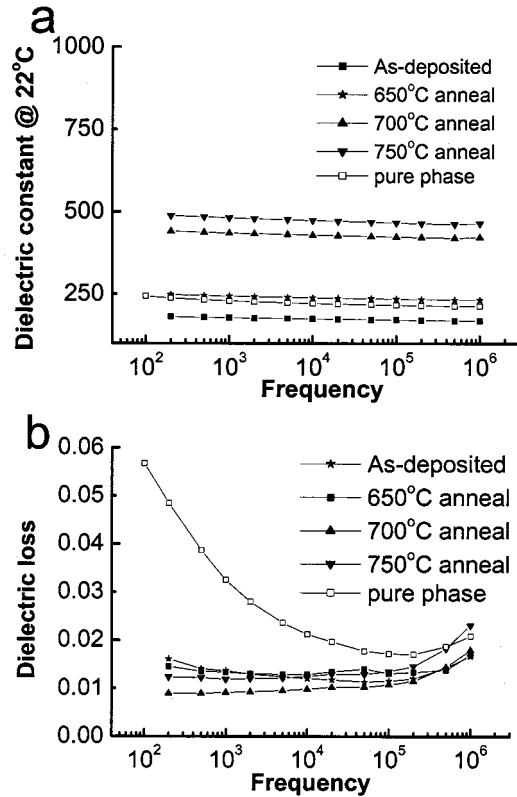 a
1000
750
500
250
Dielectric constant @ 22°C
As-deposited
650°C anneal
700°C anneal
750°C anneal
pure phase
10² 10³ 10⁴ 10⁵ 10⁶
Frequency
b
0.06
0.05
0.04
0.03
0.02
0.01
0.00
Dielectric loss
As-deposited
650°C anneal
700°C anneal
750°C anneal
pure phase
10² 10³ 10⁴ 10⁵ 10⁶
Frequency